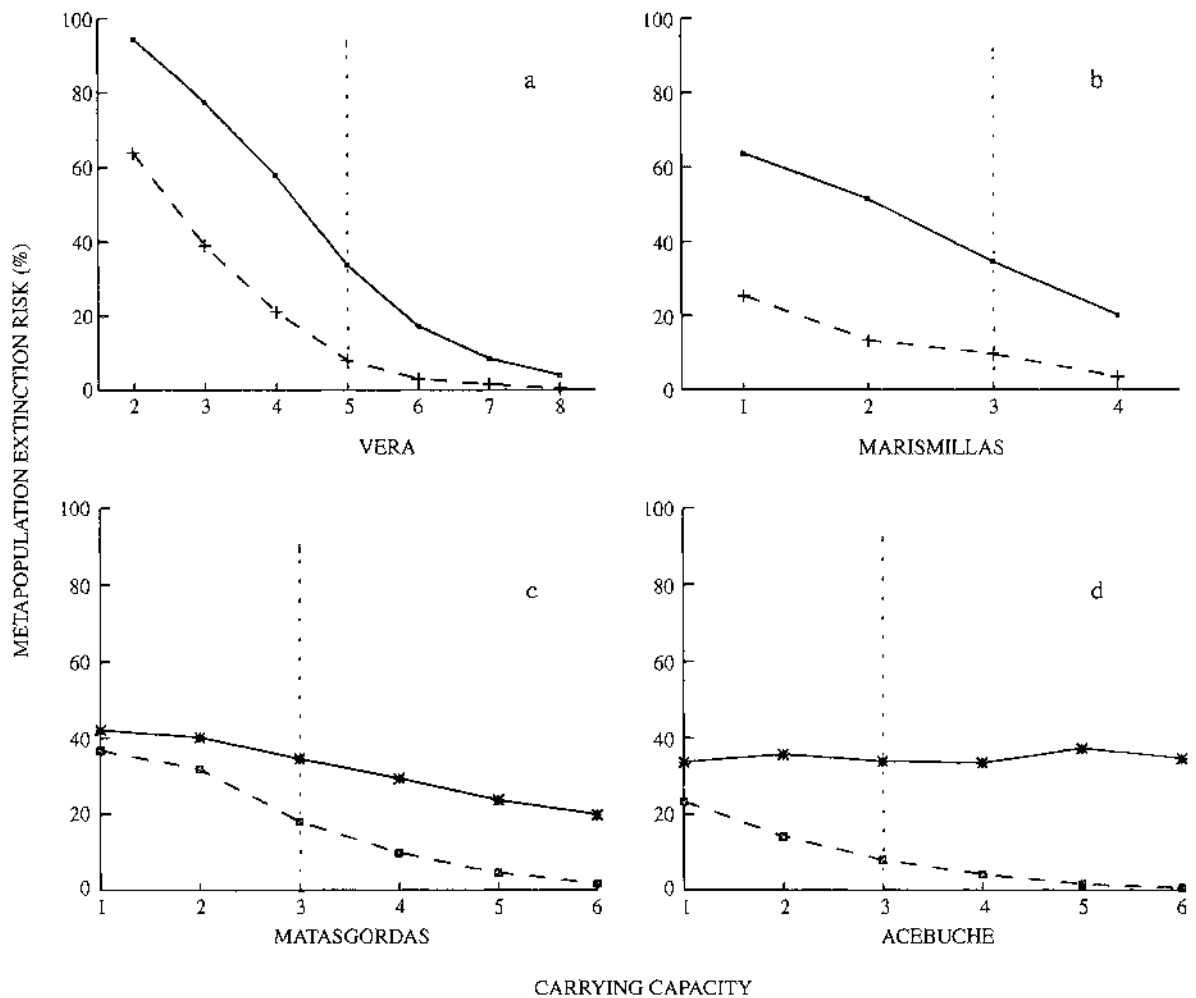 METAPOPULATION EXTINCTION RISK (%)
100
80
60
40
20
0
a
2 3 4 5 6 7 8
VERA
100
80
60
40
20
0
b
1 2 3 4
MARISMILLAS
100
80
60
40
20
0
c
1 2 3 4 5 6
MATASGORDAS
100
80
60
40
20
0
d
1 2 3 4 5 6
ACEBUCHE
CARRYING CAPACITY